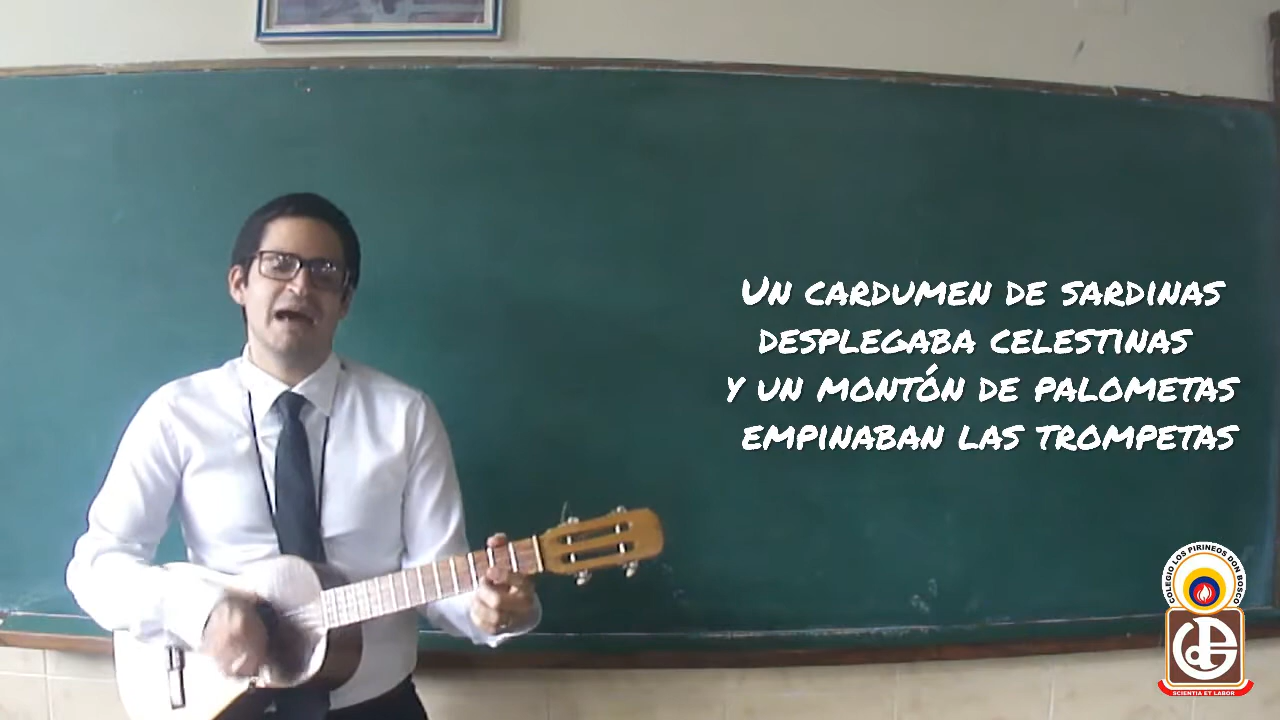 Un cardumen de sardinas
desplegaba celestinas
y un montón de palometas
empinaban las trompetas
COLEGIO LOS PIRINEOS DON BOSCO
SCIENTIA ET LABOR